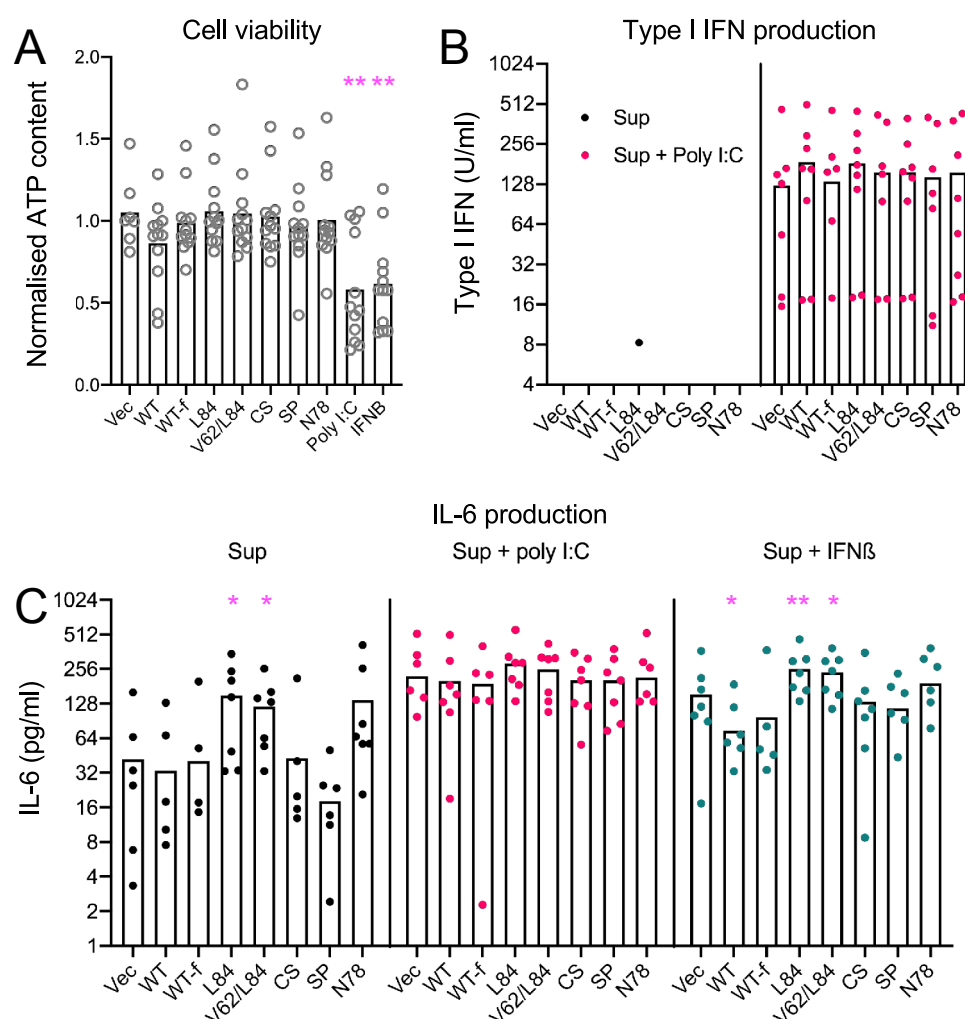 A
Cell viability
Normalised ATP content
2.0
1.5
1.0
0.5
0.0
** **
Vec WT WT-f L84 V62/L84 CS SP N78 Poly I:C IFNB
B
Type I IFN production
Type I IFN (U/ml)
1024
512
256
128
64
32
16
8
4
Sup
Sup + Poly I:C
Vec WT WT-f L84 V62/L84 CS SP N78 Vec WT WT-f L84 V62/L84 CS SP N78
IL-6 production
Sup Sup + poly I:C Sup + IFNß
C
IL-6 (pg/ml)
1024
512
256
128
64
32
16
8
4
2
1
* * * ** *
Vec WT WT-f L84 V62/L84 CS SP N78 Vec WT WT-f L84 V62/L84 CS SP N78 Vec WT WT-f L84 V62/L84 CS SP N78